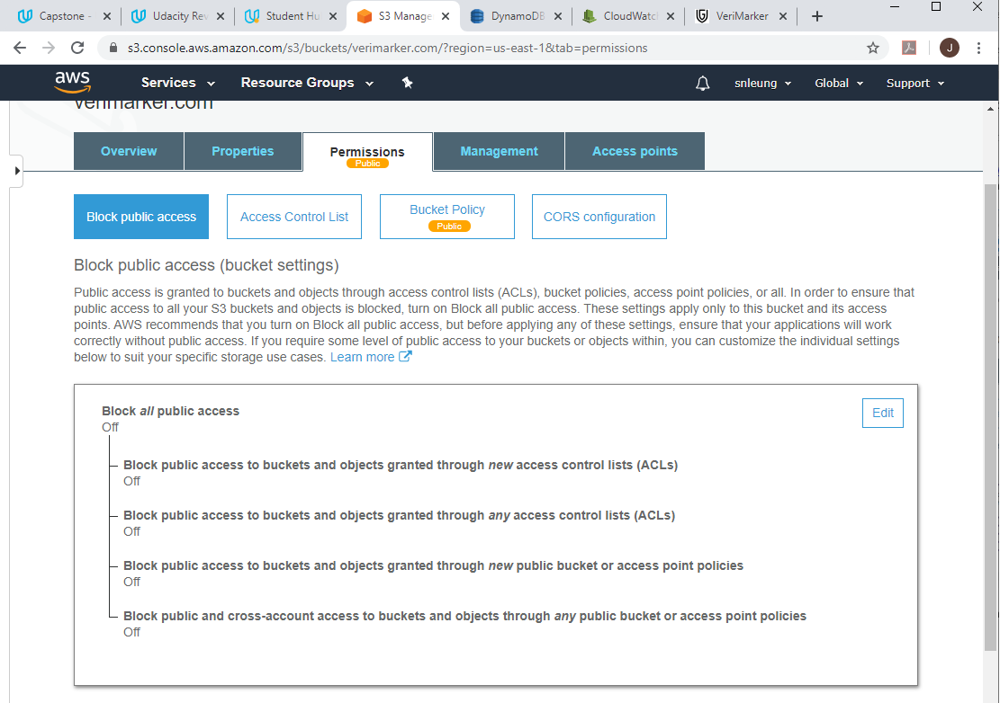 Capstone -
Udacity Rev
Student Hu
S3 Manage
DynamoDB
CloudWatch
VeriMarker
s3.console.aws.amazon.com/s3/buckets/verimarker.com/?region=us-east-1&tab=permissions
J
aws
Services
Resource Groups
snleung
Global
Support
verimarker.com
Overview
Properties
Permissions
Public
Management
Access points
Block public access
Access Control List
Bucket Policy
Public
CORS configuration
Block public access (bucket settings)
Public access is granted to buckets and objects through access control lists (ACLs), bucket policies, access point policies, or all. In order to ensure that
public access to all your S3 buckets and objects is blocked, turn on Block all public access. These settings apply only to this bucket and its access
points. AWS recommends that you turn on Block all public access, but before applying any of these settings, ensure that your applications will work
correctly without public access. If you require some level of public access to your buckets or objects within, you can customize the individual settings
below to suit your specific storage use cases. Learn more
Block all public access
Off
Edit
Block public access to buckets and objects granted through new access control lists (ACLs)
Off
Block public access to buckets and objects granted through any access control lists (ACLs)
Off
Block public access to buckets and objects granted through new public bucket or access point policies
Off
Block public and cross-account access to buckets and objects through any public bucket or access point policies
Off